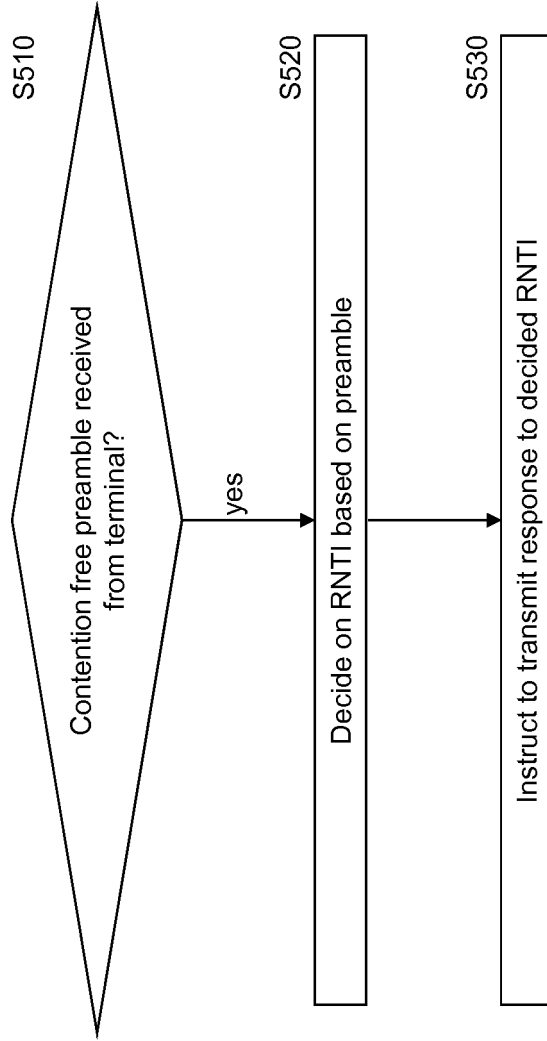 S510
Contention free preamble received
from terminal?
yes
S520
Decide on RNTI based on preamble
S530
Instruct to transmit response to decided RNTI